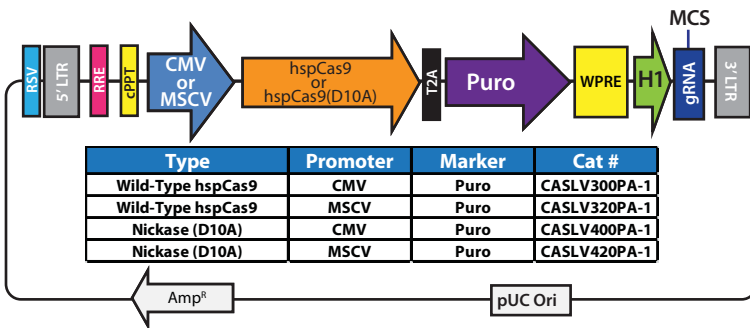 MCS
RSV
5' LTR
RRE
cPPT
CMV
or
MSCV
hspCas9
or
hspCas9(D10A)
T2A
Puro
WPRE
H1
gRNA
3' LTR
Type Promoter Marker Cat #
Wild-Type hspCas9 CMV Puro CASLV300PA-1
Wild-Type hspCas9 MSCV Puro CASLV320PA-1
Nickase (D10A) CMV Puro CASLV400PA-1
Nickase (D10A) MSCV Puro CASLV420PA-1
Ampᴿ
pUC Ori